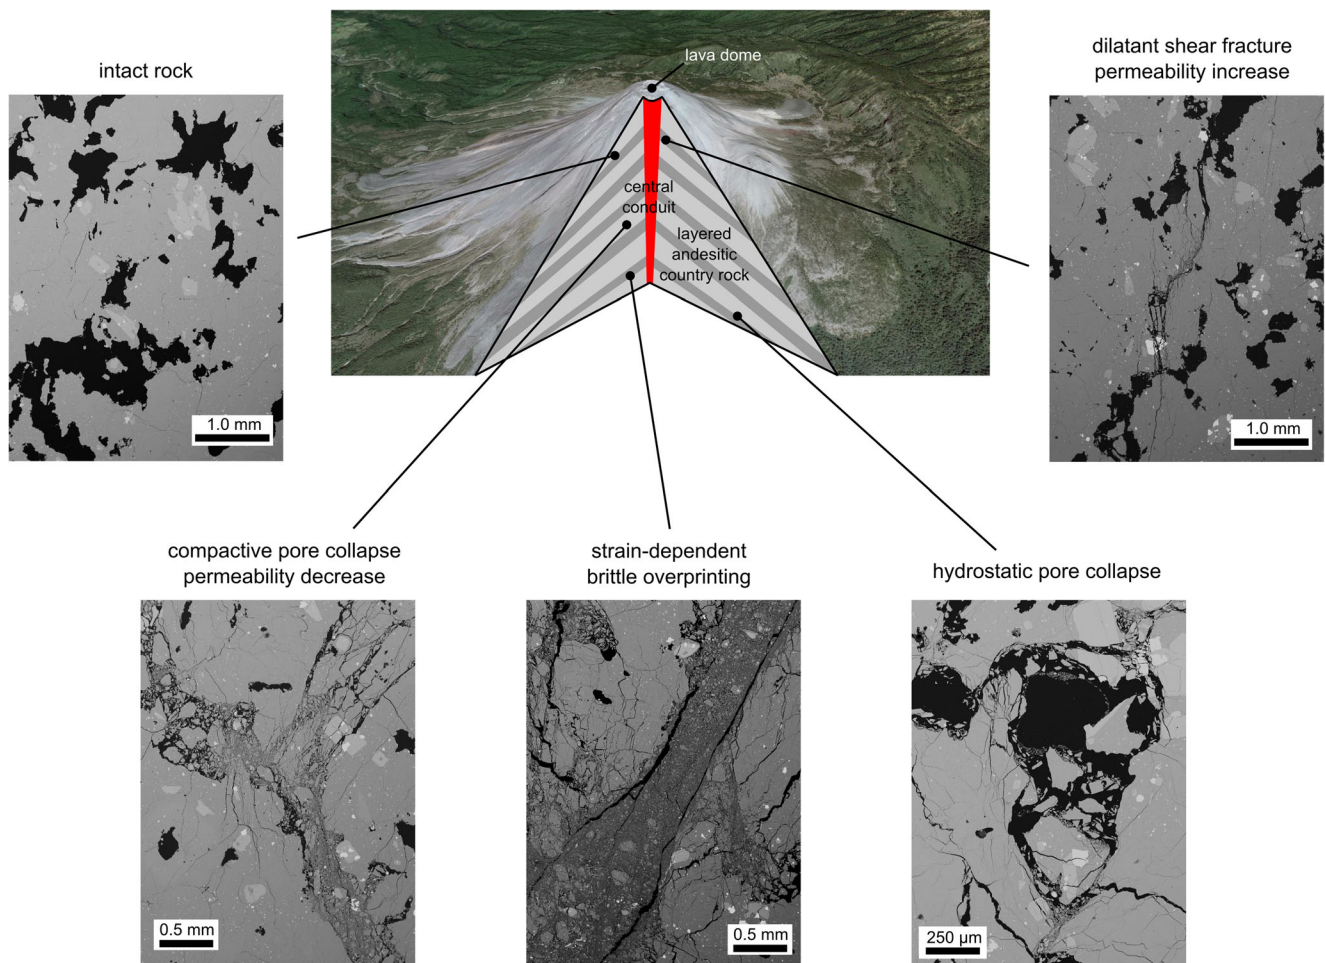 lava dome
intact rock
dilatant shear fracture
permeability increase
central
conduit
layered
andesitic
country rock
1.0 mm
1.0 mm
compactive pore collapse
permeability decrease
strain-dependent
brittle overprinting
hydrostatic pore collapse
0.5 mm
0.5 mm
250 µm